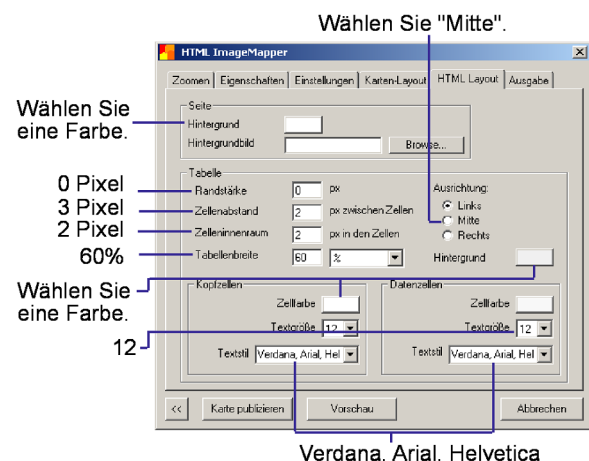 Wählen Sie "Mitte".
HTML ImageMapper
Zoomen Eigenschaften Einstellungen Karten-Layout HTML Layout Ausgabe
Wählen Sie
eine Farbe.
Seite
Hintergrund
Hintergrundbild Browse...
Tabelle
0 Pixel
Randstärke 0 px
3 Pixel
Zellenabstand 2 px zwischen Zellen
2 Pixel
Zelleninnenraum 2 px in den Zellen
60%
Tabellenbreite 60 %
Ausrichtung:
Links
Mitte
Rechts
Hintergrund
Wählen Sie
eine Farbe.
12
Kopfzellen
Zellfarbe
Textgröße 12
Textstil Verdana, Arial, Hel
Datenzellen
Zellfarbe
Textgröße 12
Textstil Verdana, Arial, Hel
<< Karte publizieren Vorschau Abbrechen
Verdana, Arial, Helvetica